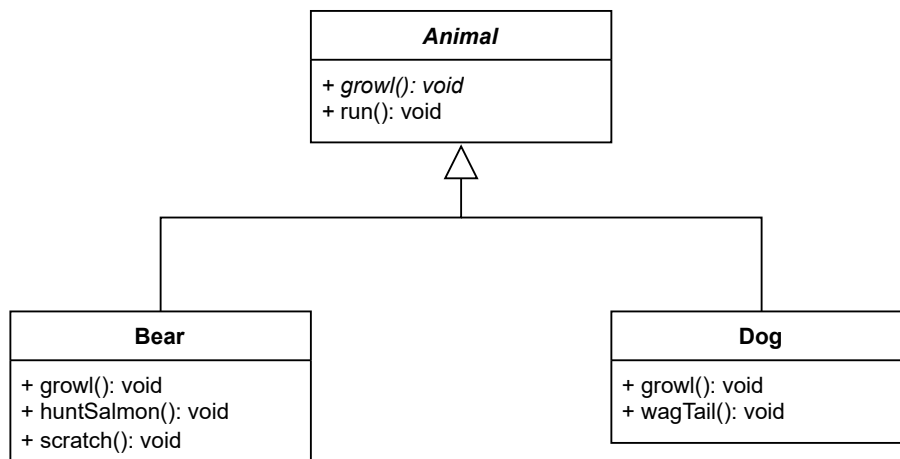 Animal
+ growl(): void
+ run(): void
Bear
+ growl(): void
+ huntSalmon(): void
+ scratch(): void
Dog
+ growl(): void
+ wagTail(): void